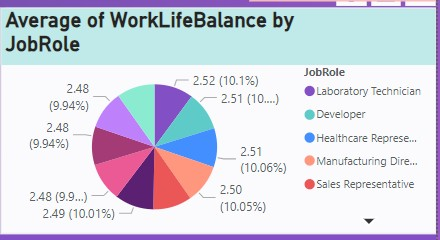 Average of WorkLifeBalance by
JobRole
JobRole
2.52 (10.1%)
2.51 (10....)
2.51
(10.06%)
2.50
(10.05%)
2.49 (10.01%)
2.48 (9.9...)
2.48
(9.94%)
2.48
(9.94%)
Laboratory Technician
Developer
Healthcare Represe...
Manufacturing Dire...
Sales Representative